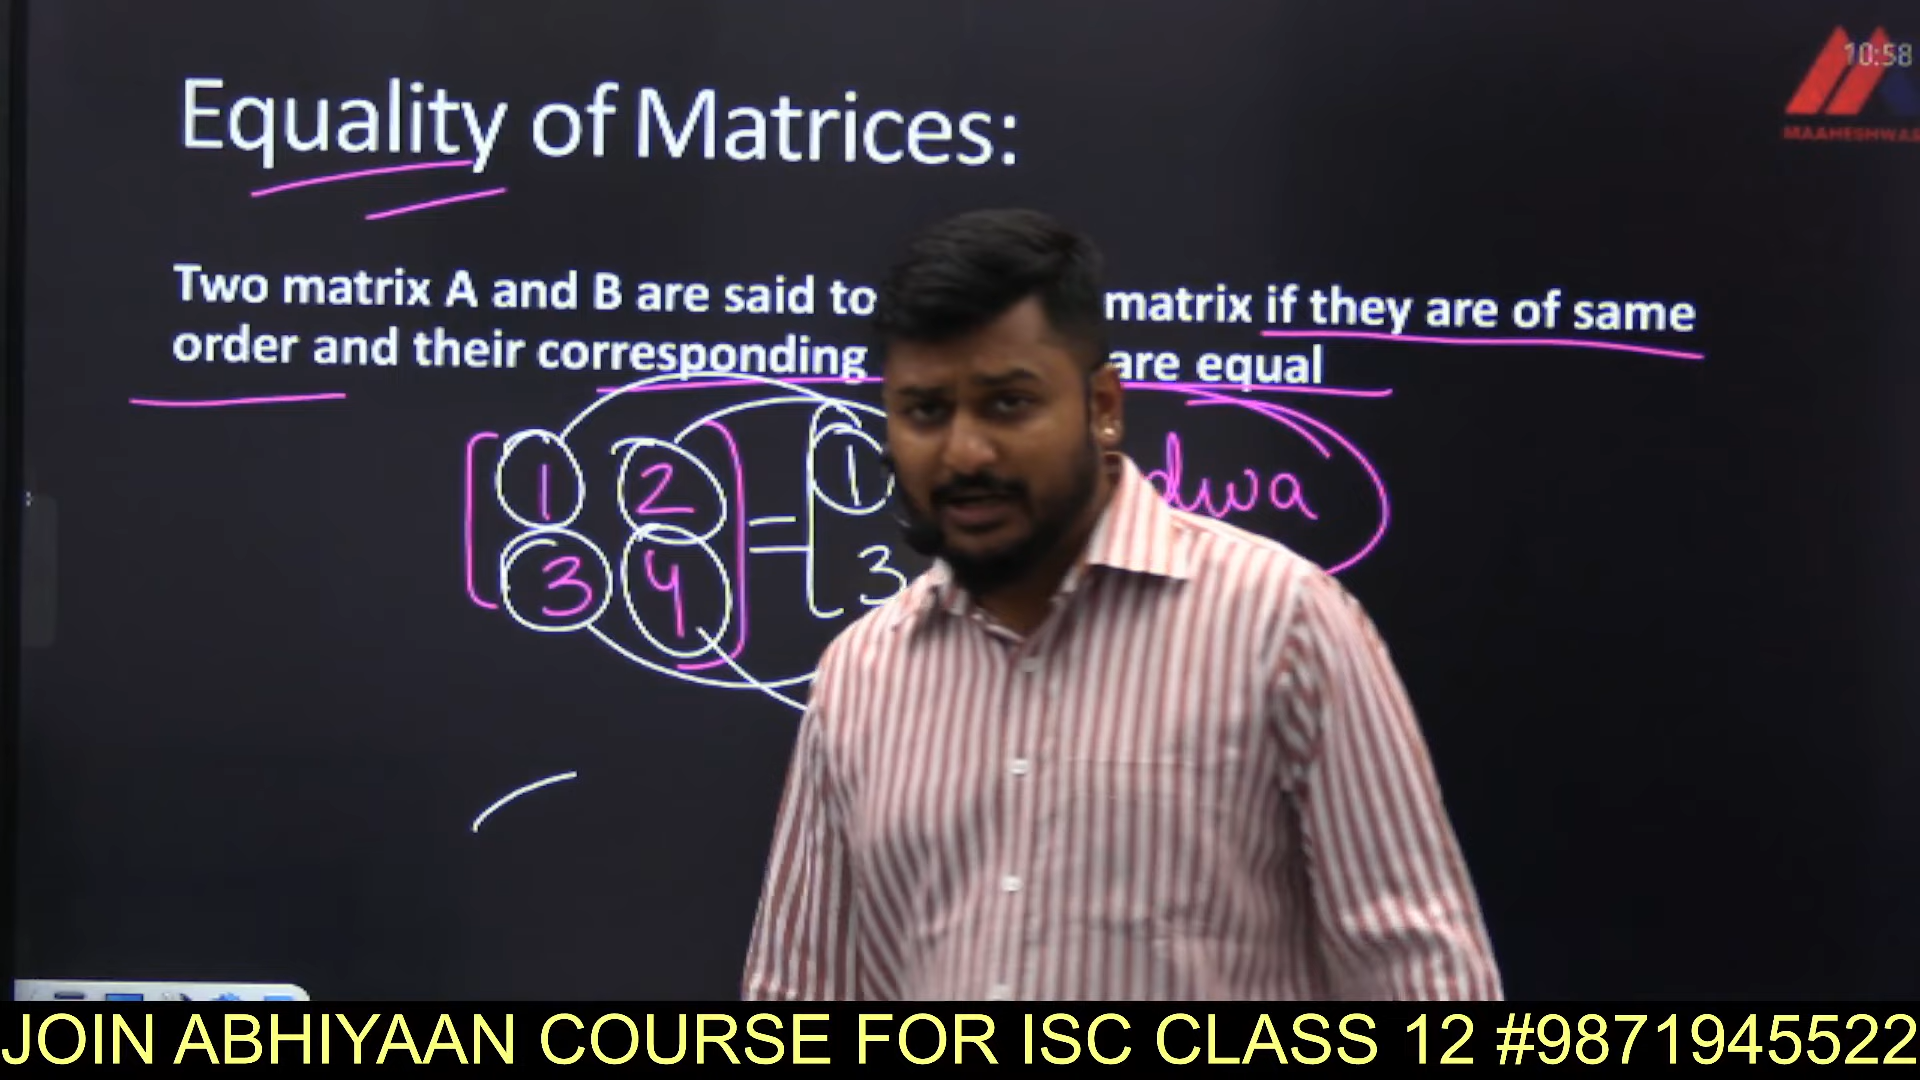 10:58
MAAHESHWAR
Equality of Matrices:
Two matrix A and B are said to matrix if they are of same
order and their corresponding are equal
1 2 = 1 dwa
3 4 3
JOIN ABHIYAAN COURSE FOR ISC CLASS 12 #9871945522